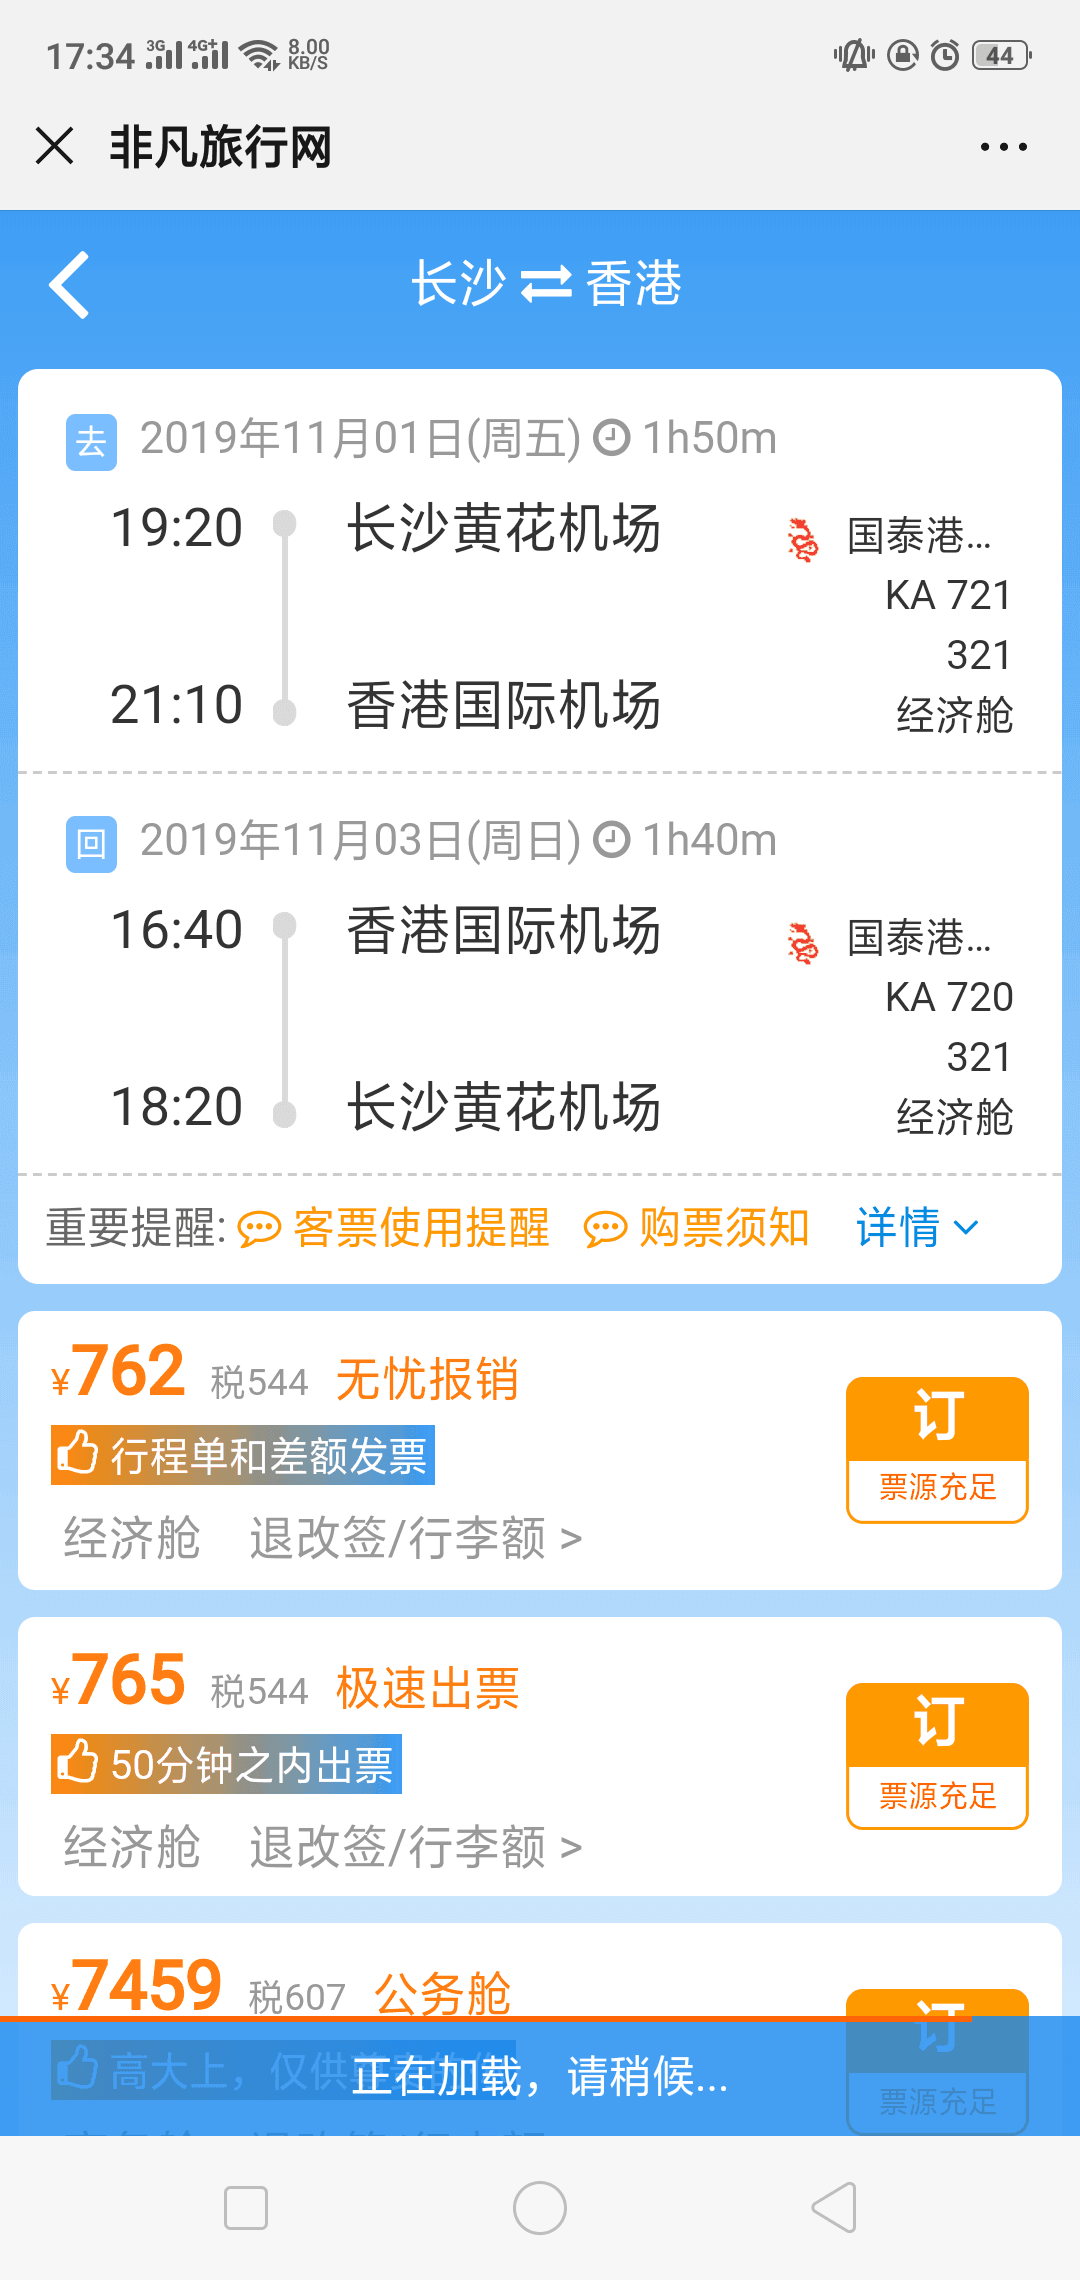 17:34 3G 4G+ 8.00 KB/S 44
非凡旅行网
长沙 香港
去 2019年11月01日(周五) 1h50m
19:20 长沙黄花机场 国泰港...
KA 721
321
21:10 香港国际机场
经济舱
回 2019年11月03日(周日) 1h40m
16:40 香港国际机场 国泰港...
KA 720
321
18:20 长沙黄花机场
经济舱
重要提醒: 客票使用提醒 购票须知 详情
¥762 税544 无忧报销
订
行程单和差额发票
票源充足
经济舱 退改签/行李额 >
¥765 税544 极速出票
订
50分钟之内出票
票源充足
经济舱 退改签/行李额 >
¥7459 税607 公务舱
订
高大上，仅供
正在加载，请稍候...
票源充足